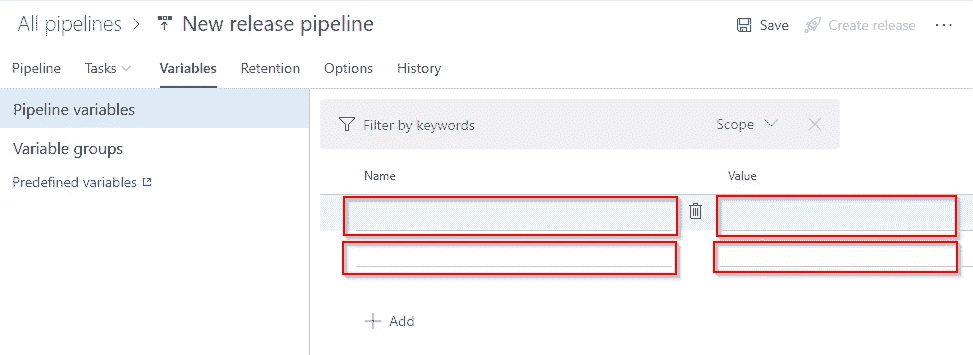 All pipelines > New release pipeline Save Create release ...
Pipeline Tasks Variables Retention Options History
Pipeline variables
Filter by keywords Scope
Variable groups
Predefined variables
Name Value
+ Add